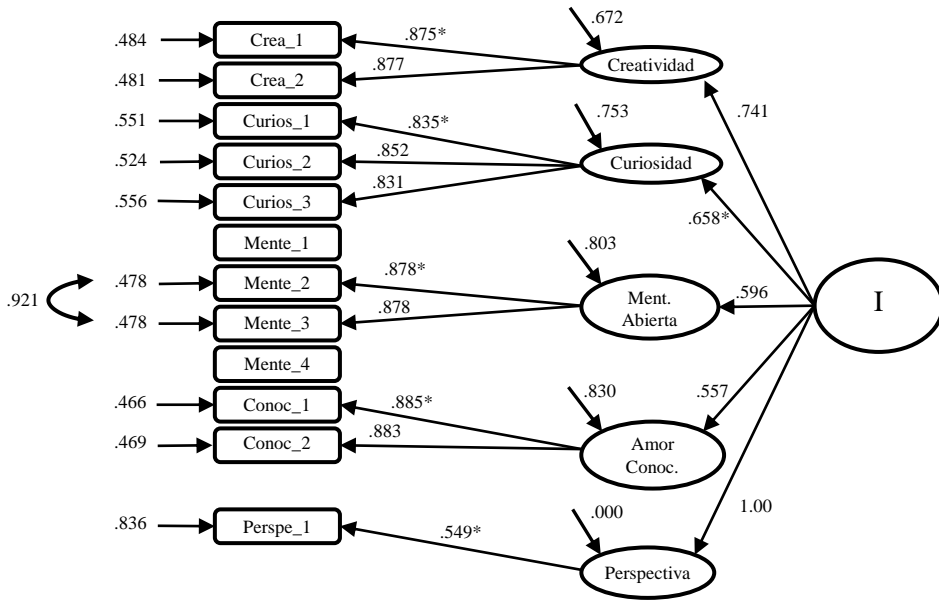 .672
.484 Crea_1 .875*
Creatividad
.481 Crea_2 .877
.753 .741
.551 Curios_1 .835*
.524 Curios_2 .852 Curiosidad
.831
.556 Curios_3
.658*
Mente_1
.803
.478 Mente_2 .878*
.921
.596 I
Ment.
Abierta
.478 Mente_3 .878
Mente_4
.830 .557
.466 Conoc_1 .885*
.469 Conoc_2 .883
Amor
Conoc.
1.00
.000
.836 Perspe_1
.549*
Perspectiva